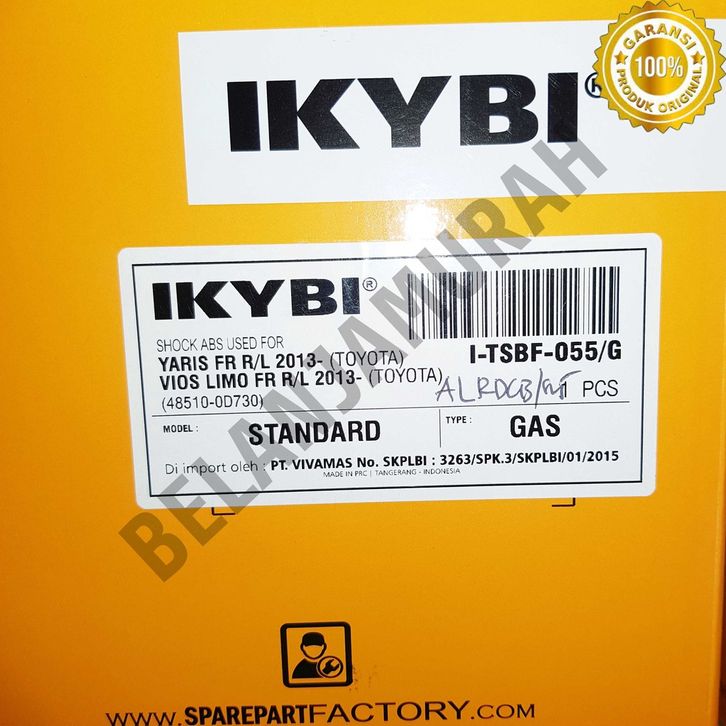 GARANSI
100%
PRODUK ORIGINAL
IKYBI®
IKYBI®
SHOCK ABS USED FOR
YARIS FR R/L 2013- (TOYOTA)
VIOS LIMO FR R/L 2013- (TOYOTA)
(48510-0D730)
I-TSBF-055/G
1 PCS
MODEL : STANDARD
TYPE : GAS
Di import oleh : PT. VIVAMAS No. SKPLBI : 3263/SPK.3/SKPLBI/01/2015
MADE IN PRC | TANGERANG - INDONESIA
BELANJAMURAH
www.SPAREPARTFACTORY.com